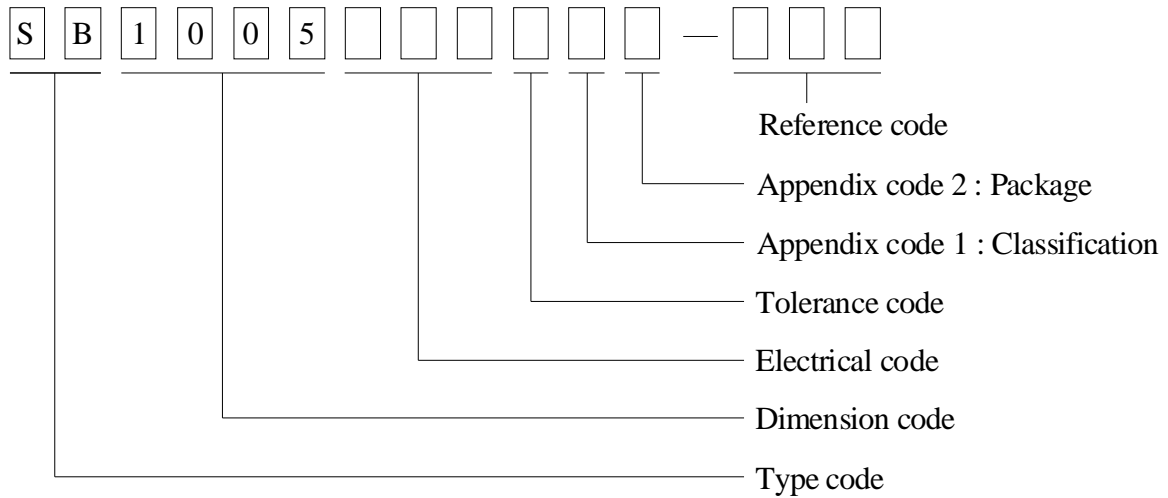 S B 1 0 0 5 —
Reference code
Appendix code 2 : Package
Appendix code 1 : Classification
Tolerance code
Electrical code
Dimension code
Type code